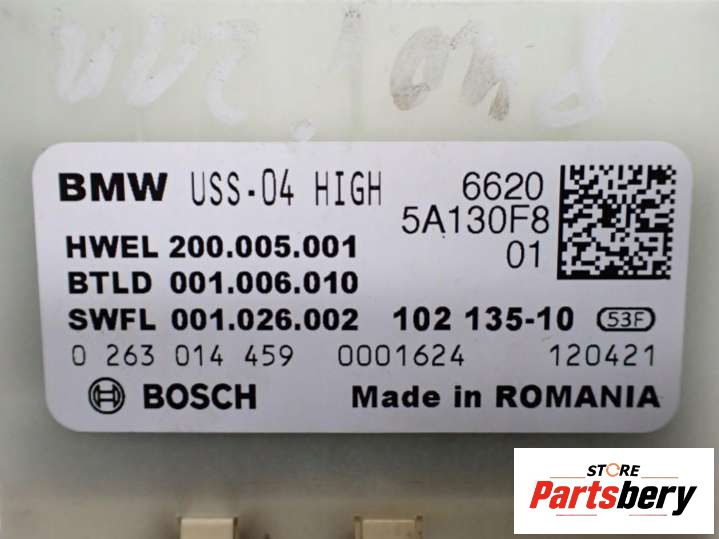 BMW USS-04 HIGH 6620
5A130F8
HWEL 200.005.001 01
BTLD 001.006.010
SWFL 001.026.002 102 135-10 53F
0 263 014 459 0001624 120421
BOSCH Made in ROMANIA
STORE
Partsbery